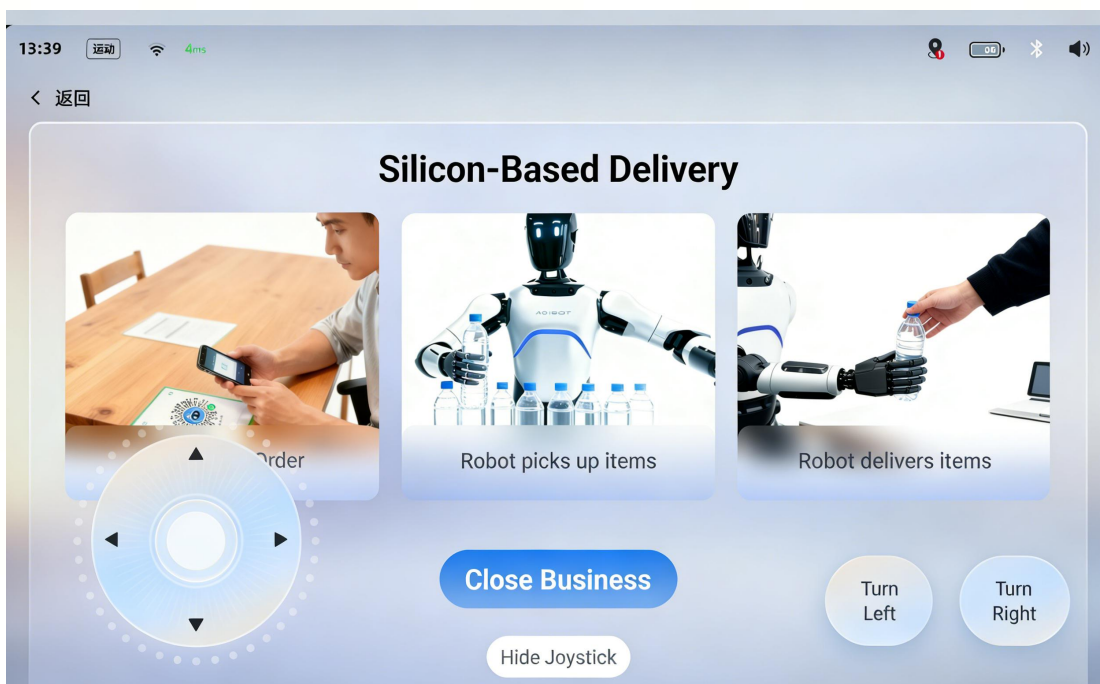 13:39 运动 4ms
返回
Silicon-Based Delivery
Order
Robot picks up items
Robot delivers items
Close Business
Turn
Left
Turn
Right
Hide Joystick